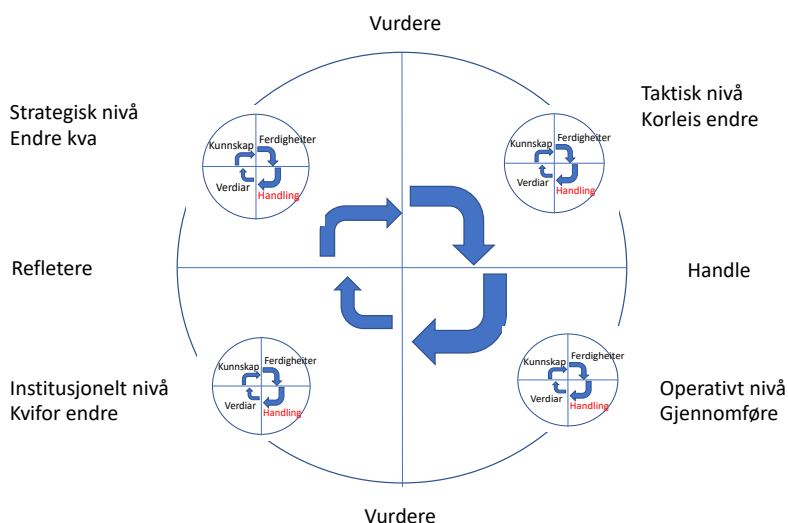 Vurdere
Strategisk nivå
Endre kva
Kunnskap
Ferdigheiter
Verdiar
Handling
Taktisk nivå
Korleis endre
Kunnskap
Ferdigheiter
Verdiar
Handling
Refletere
Handle
Institusjonelt nivå
Kvifor endre
Kunnskap
Ferdigheiter
Verdiar
Handling
Operativt nivå
Gjennomføre
Kunnskap
Ferdigheiter
Verdiar
Handling
Vurdere